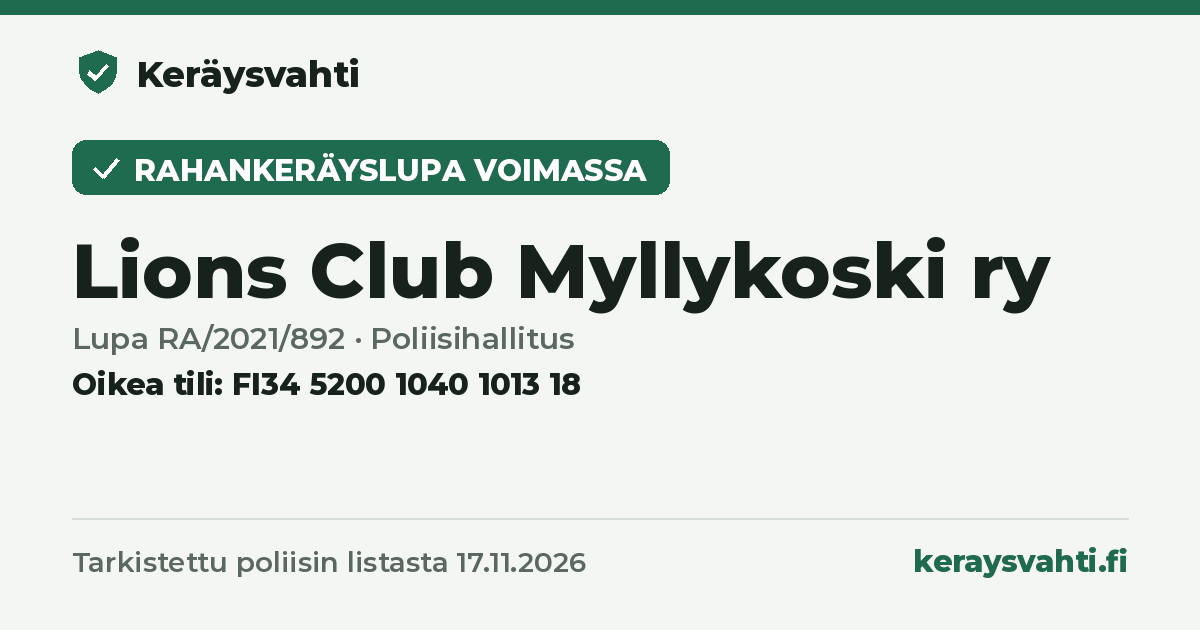 Keräysvahti
RAHANKERÄYSLUPA VOIMASSA
Lions Club Myllykoski ry
Lupa RA/2021/892 · Poliisihallitus
Oikea tili: FI34 5200 1040 1013 18
Tarkistettu poliisin listasta 17.11.2026
keraysvahti.fi